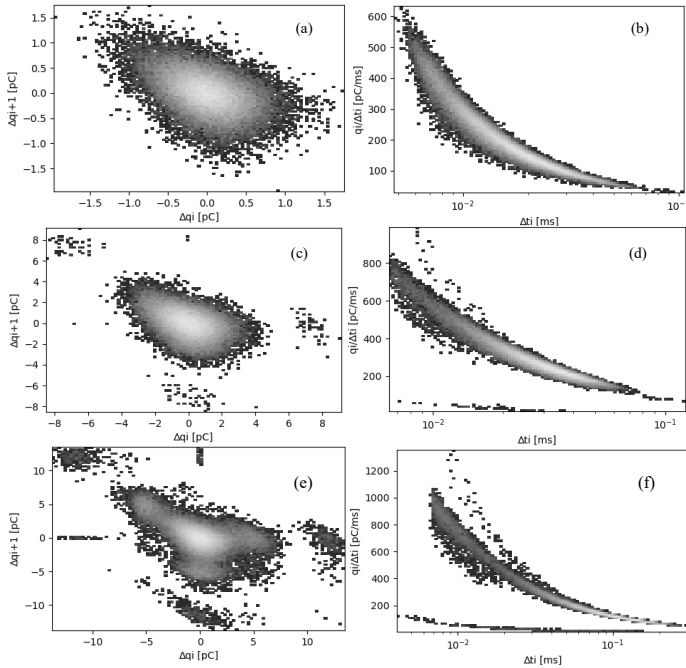 (a)
1.5
1.0
0.5
0.0
−0.5
−1.0
−1.5
Δqi+1 [pC]
−1.5 −1.0 −0.5 0.0 0.5 1.0 1.5
Δqi [pC]
(b)
600
500
400
300
200
100
qi/Δti [pC/ms]
10⁻² 10⁻¹
Δti [ms]
(c)
8
6
4
2
0
−2
−4
−6
−8
Δqi+1 [pC]
−8 −6 −4 −2 0 2 4 6 8
Δqi [pC]
(d)
800
600
400
200
qi/Δti [pC/ms]
10⁻² 10⁻¹
Δti [ms]
(e)
10
5
0
−5
−10
Δqi+1 [pC]
−10 −5 0 5 10
Δqi [pC]
(f)
1200
1000
800
600
400
200
qi/Δti [pC/ms]
10⁻² 10⁻¹
Δti [ms]